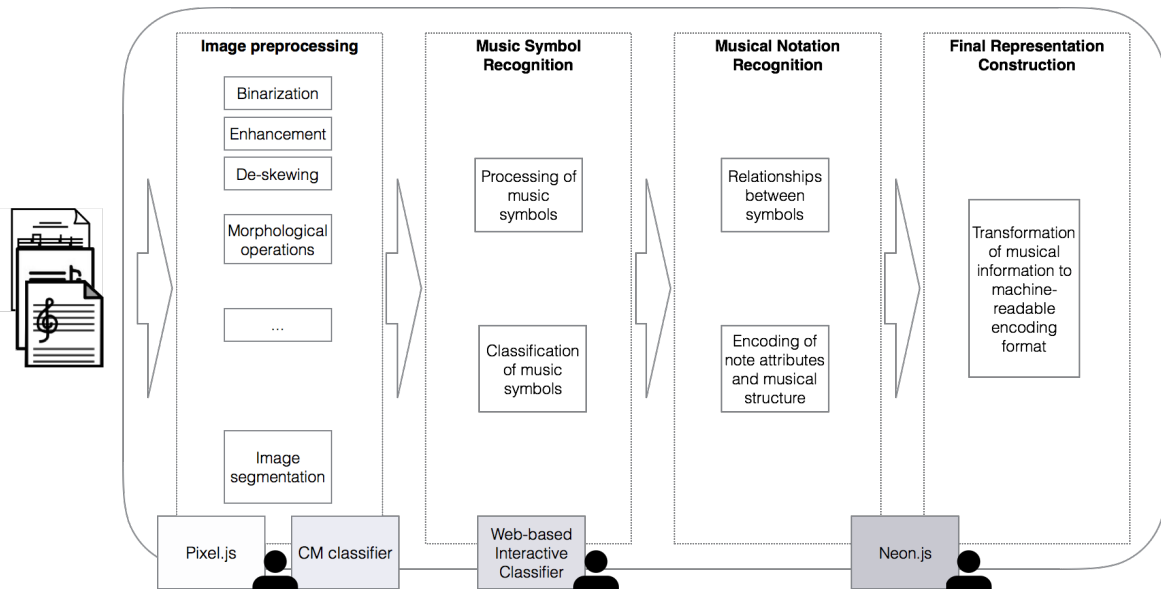 Image preprocessing
Binarization
Enhancement
De-skewing
Morphological
operations
...
Image
segmentation
Music Symbol
Recognition
Processing of
music
symbols
Classification
of music
symbols
Musical Notation
Recognition
Relationships
between
symbols
Encoding of
note attributes
and musical
structure
Final Representation
Construction
Transformation
of musical
information to
machine-
readable
encoding
format
Pixel.js
CM classifier
Web-based
Interactive
Classifier
Neon.js